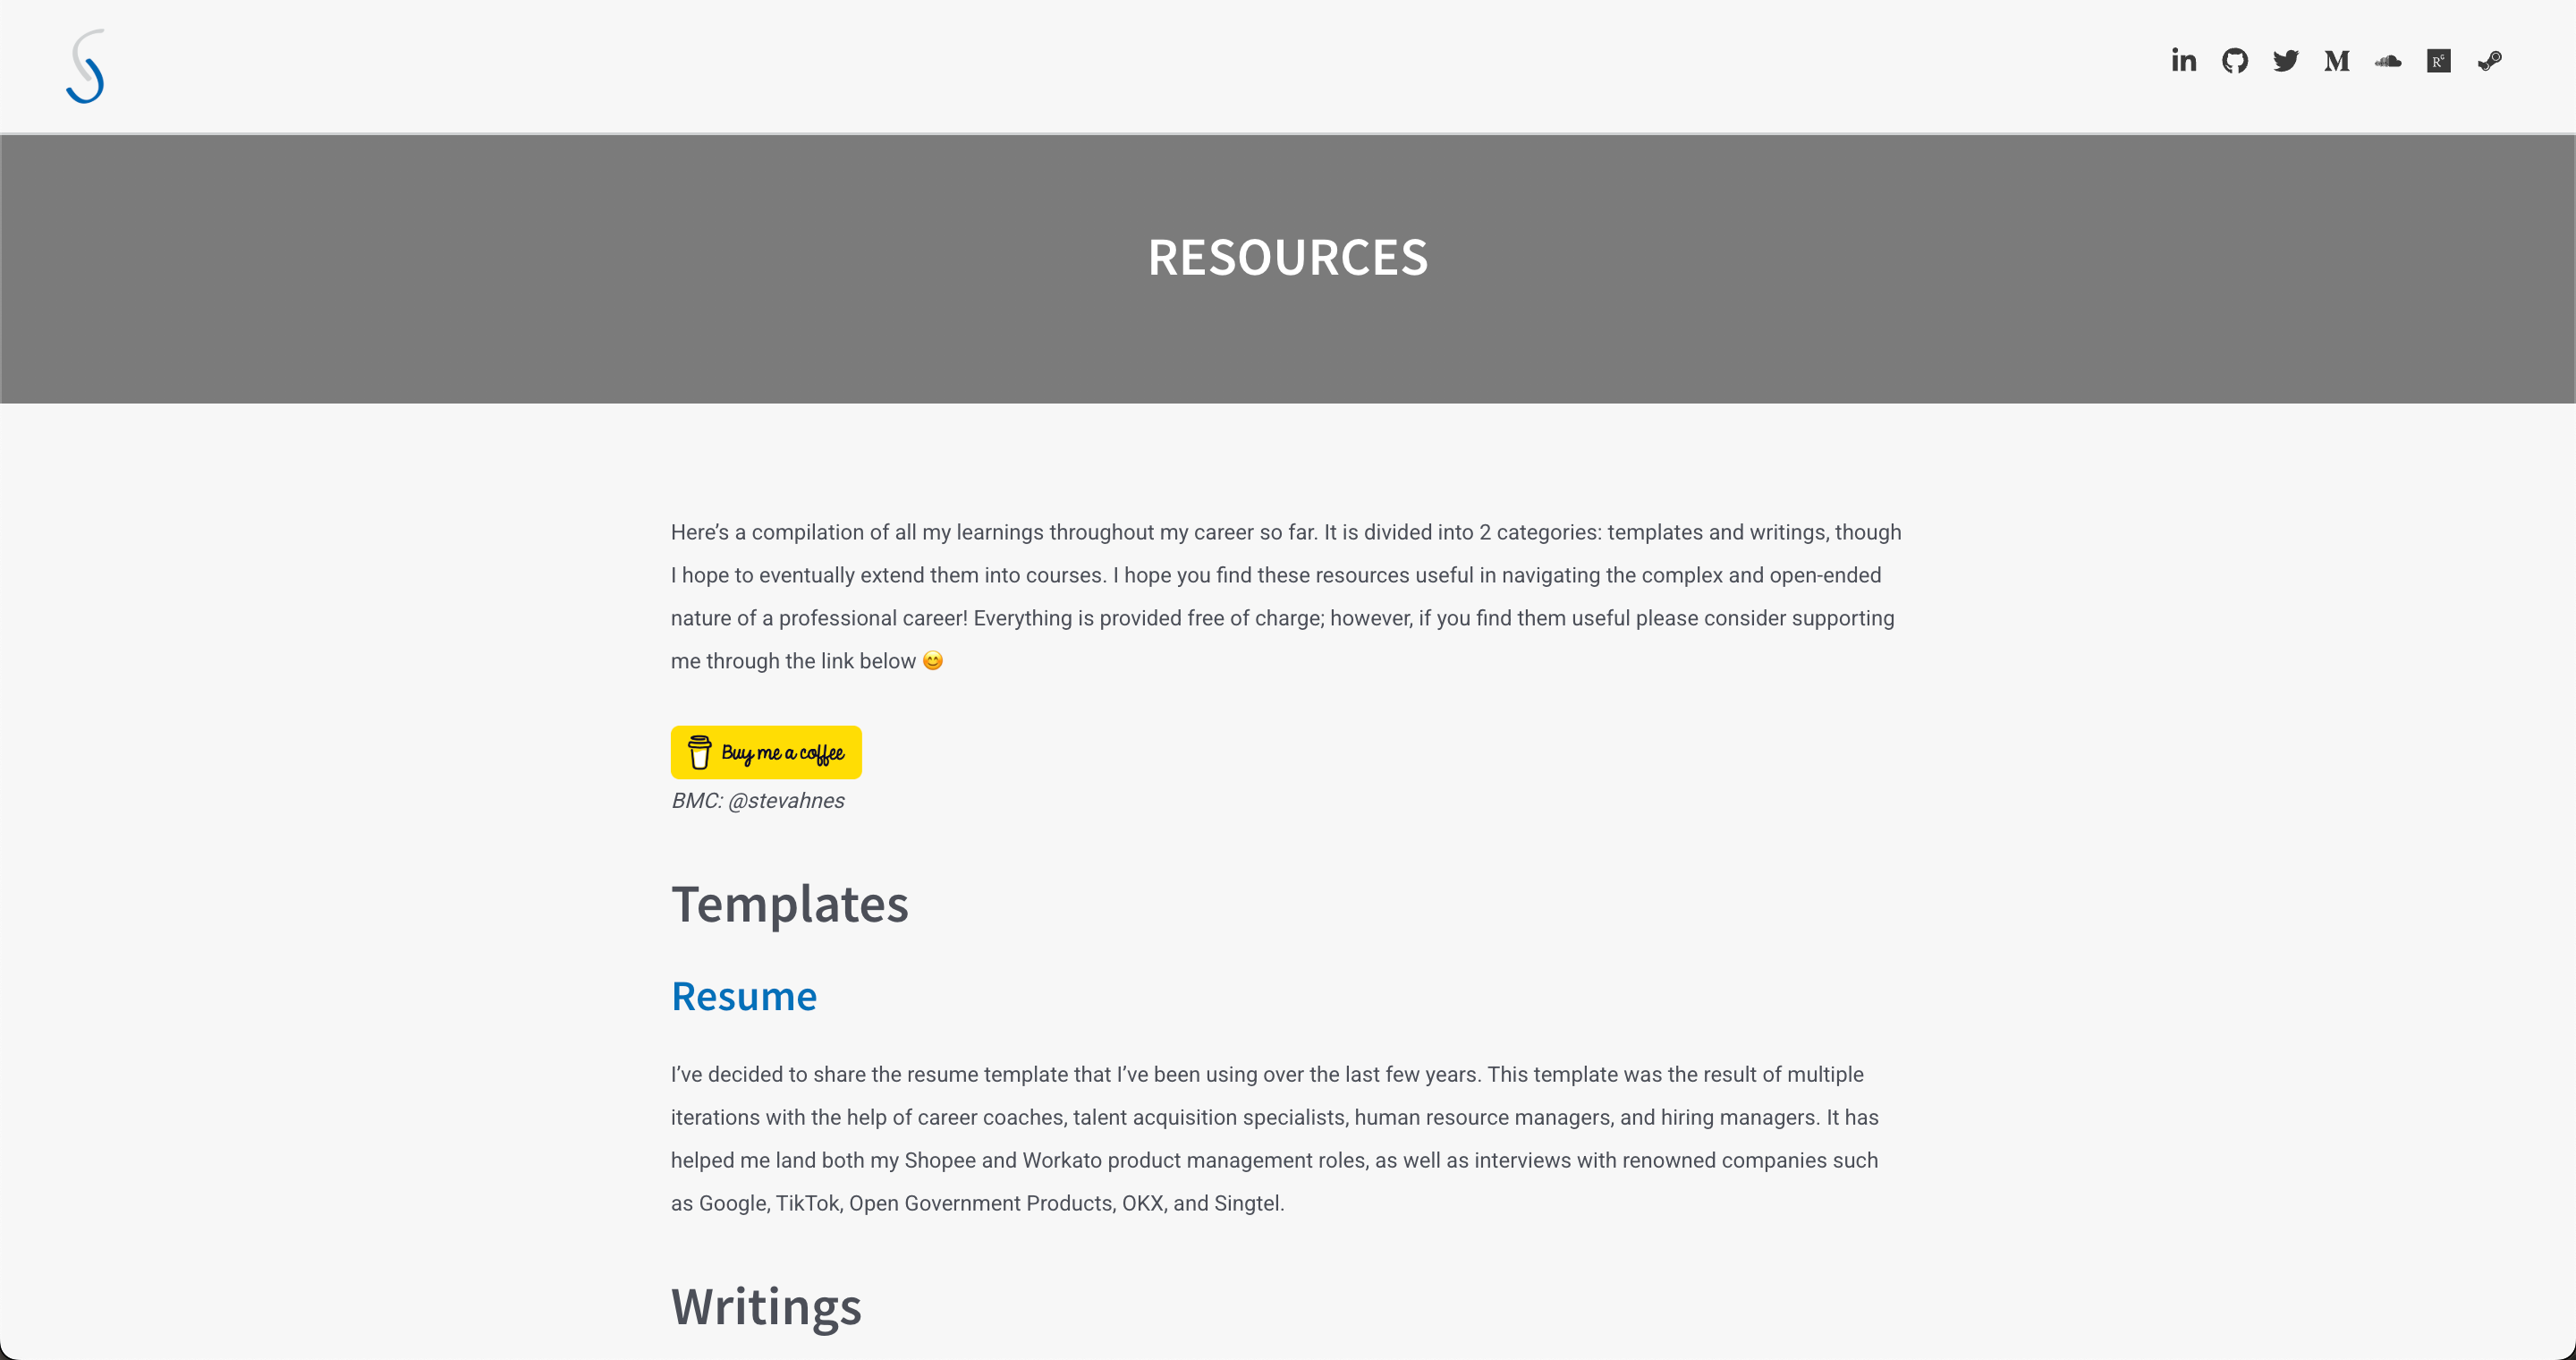 RESOURCES
Here’s a compilation of all my learnings throughout my career so far. It is divided into 2 categories: templates and writings, though
I hope to eventually extend them into courses. I hope you find these resources useful in navigating the complex and open-ended
nature of a professional career! Everything is provided free of charge; however, if you find them useful please consider supporting
me through the link below 😊
Buy me a coffee
BMC: @stevahnes
Templates
Resume
I’ve decided to share the resume template that I’ve been using over the last few years. This template was the result of multiple
iterations with the help of career coaches, talent acquisition specialists, human resource managers, and hiring managers. It has
helped me land both my Shopee and Workato product management roles, as well as interviews with renowned companies such
as Google, TikTok, Open Government Products, OKX, and Singtel.
Writings